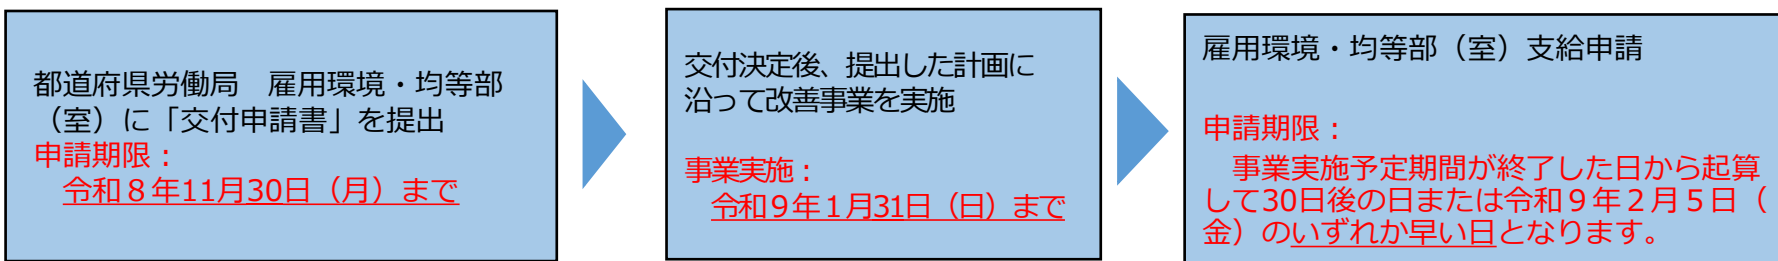 都道府県労働局　雇用環境・均等部
（室）に「交付申請書」を提出
申請期限：
令和８年11月30日（月）まで
交付決定後、提出した計画に
沿って改善事業を実施
事業実施：
令和９年１月31日（日）まで
雇用環境・均等部（室）支給申請
申請期限：
事業実施予定期間が終了した日から起算
して30日後の日または令和９年２月５日（
金）のいずれか早い日となります。